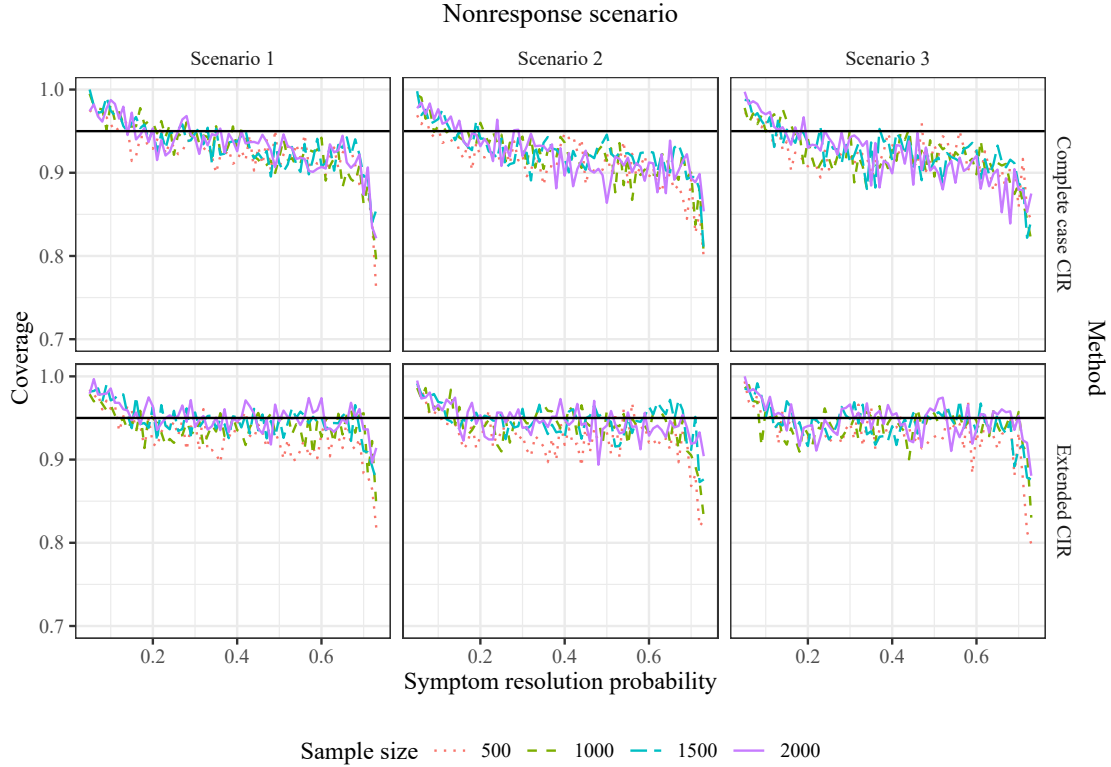 Nonresponse scenario
Scenario 1 Scenario 2 Scenario 3
1.0
0.9
0.8
0.7
Complete case CIR
Coverage
Method
1.0
0.9
0.8
0.7
Extended CIR
0.2 0.4 0.6 0.2 0.4 0.6 0.2 0.4 0.6
Symptom resolution probability
Sample size 500 1000 1500 2000